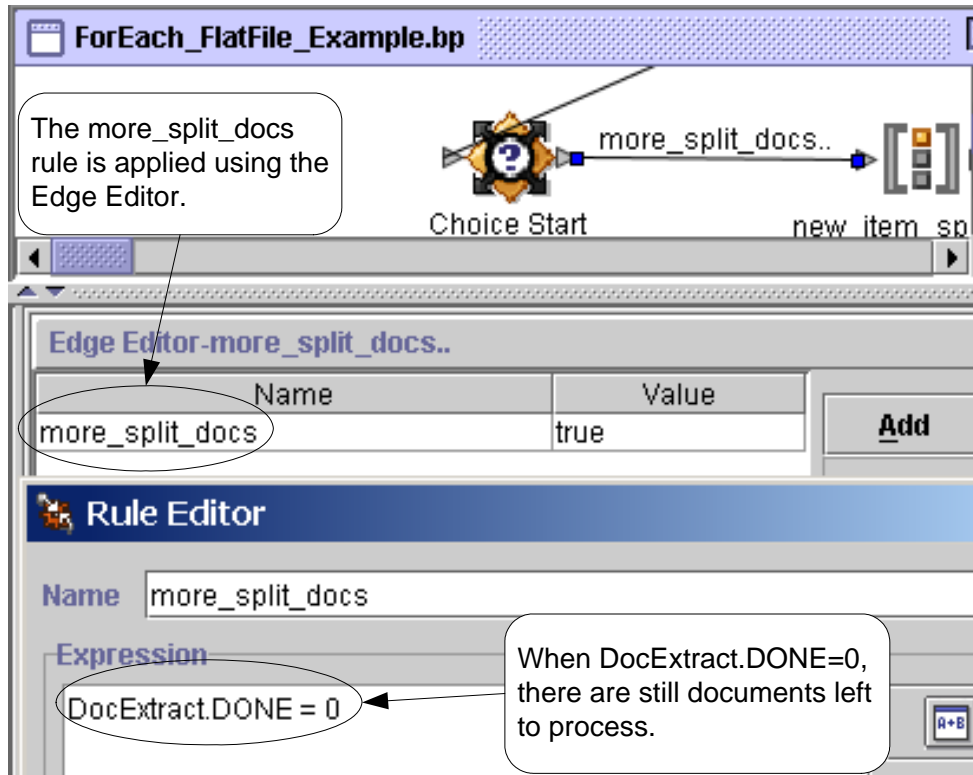 ForEach_FlatFile_Example.bp
The more_split_docs
rule is applied using the
Edge Editor.
more_split_docs..
Choice Start
new_item_spl
Edge Editor-more_split_docs..
Name Value
more_split_docs true
Add
Rule Editor
Name more_split_docs
Expression
DocExtract.DONE = 0
When DocExtract.DONE=0,
there are still documents left
to process.
A+B